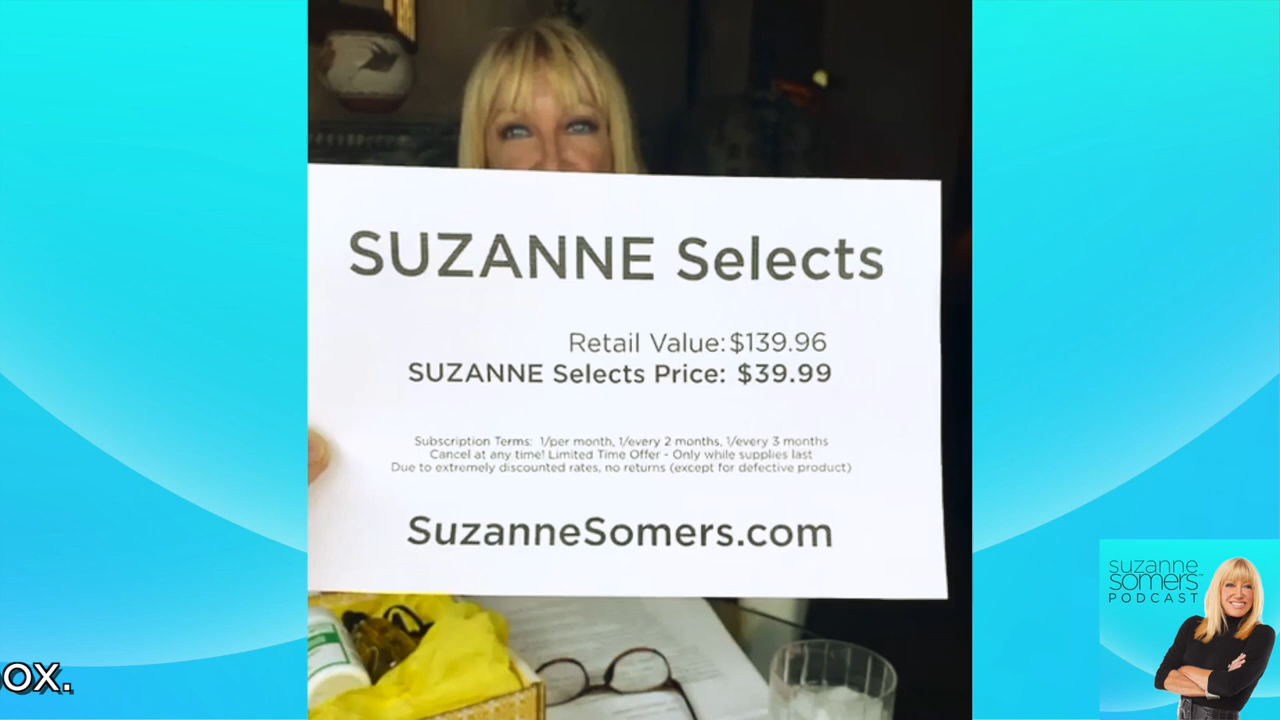 SUZANNE Selects
Retail Value: $139.96
SUZANNE Selects Price: $39.99
Subscription Terms: 1/per month, 1/every 2 months, 1/every 3 months
Cancel at any time! Limited Time Offer - Only while supplies last
Due to extremely discounted rates, no returns (except for defective product)
SuzanneSomers.com
suzanne
somers
PODCAST
OX.